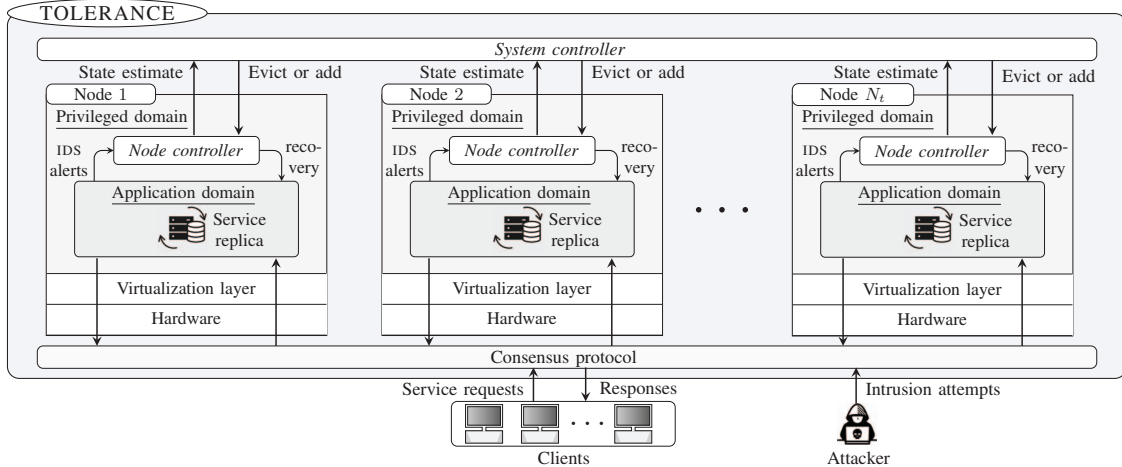 TOLERANCE
System controller
State estimate
Evict or add
State estimate
Evict or add
State estimate
Evict or add
Node 1
Node 2
Node N_t
Privileged domain
Privileged domain
Privileged domain
IDS
alerts
Node controller
reco-
very
IDS
alerts
Node controller
reco-
very
IDS
alerts
Node controller
reco-
very
Application domain
Service
replica
Application domain
Service
replica
Application domain
Service
replica
. . .
Virtualization layer
Virtualization layer
Virtualization layer
Hardware
Hardware
Hardware
Consensus protocol
Service requests
Responses
Intrusion attempts
. . .
Clients
Attacker